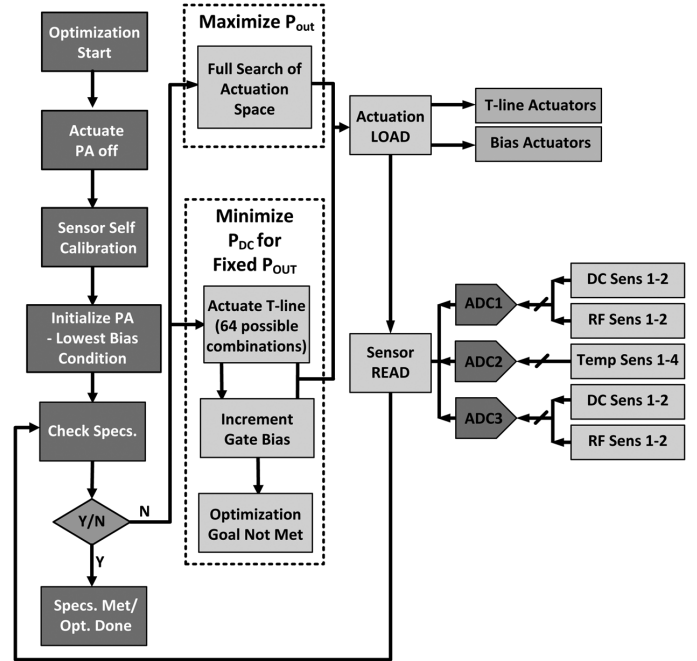 Optimization
Start
Actuate
PA off
Sensor Self
Calibration
Initialize PA
- Lowest Bias
Condition
Check Specs.
Y/N
N
Y
Specs. Met/
Opt. Done
Maximize Pout
Full Search of
Actuation
Space
Minimize
PDC for
Fixed POUT
Actuate T-line
(64 possible
combinations)
Increment
Gate Bias
Optimization
Goal Not Met
Actuation
LOAD
T-line Actuators
Bias Actuators
Sensor
READ
ADC1
ADC2
ADC3
DC Sens 1-2
RF Sens 1-2
Temp Sens 1-4
DC Sens 1-2
RF Sens 1-2